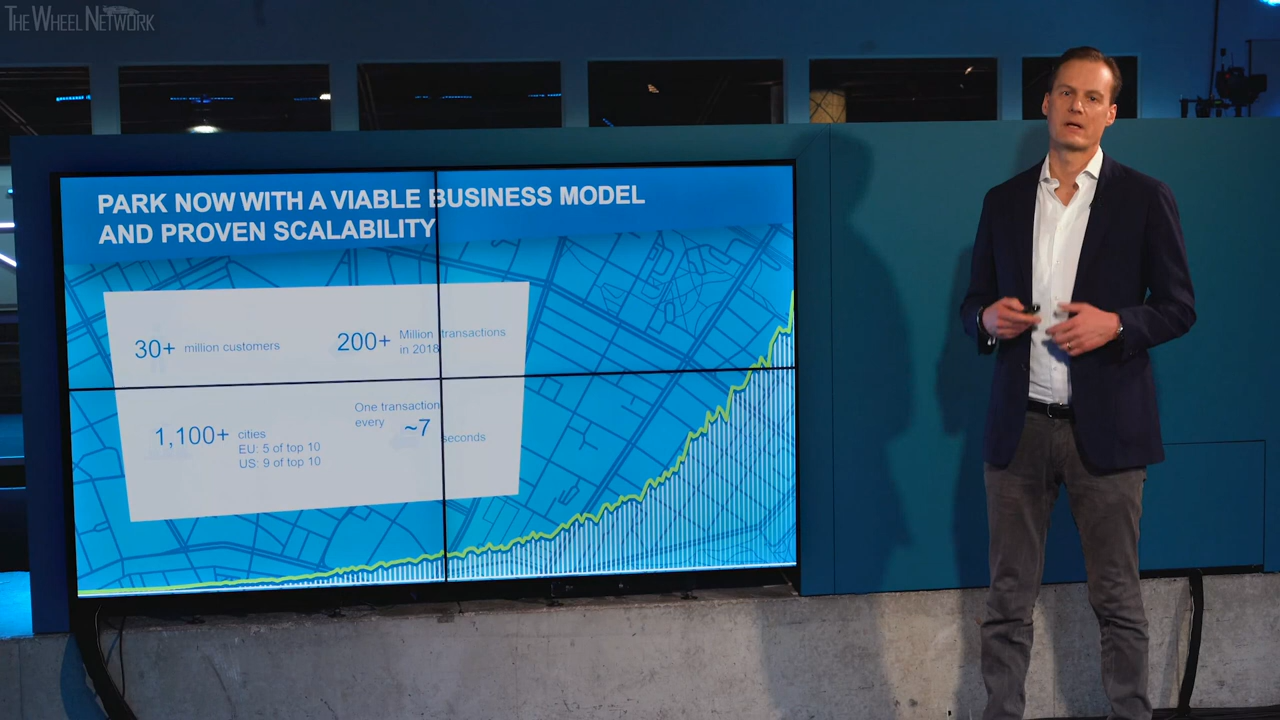 THE WHEEL NETWORK
PARK NOW WITH A VIABLE BUSINESS MODEL
AND PROVEN SCALABILITY
30+ million customers
200+ Million transactions
in 2018
1,100+ cities
EU: 5 of top 10
US: 9 of top 10
One transaction
every ~7 seconds